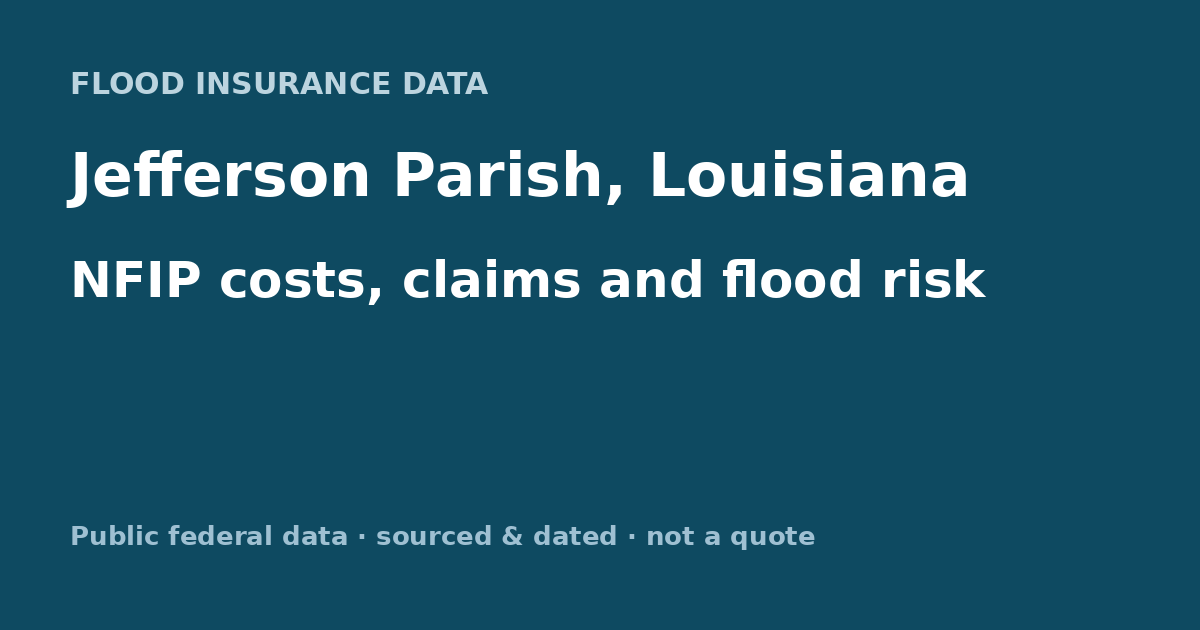 FLOOD INSURANCE DATA
Jefferson Parish, Louisiana
NFIP costs, claims and flood risk
Public federal data · sourced & dated · not a quote